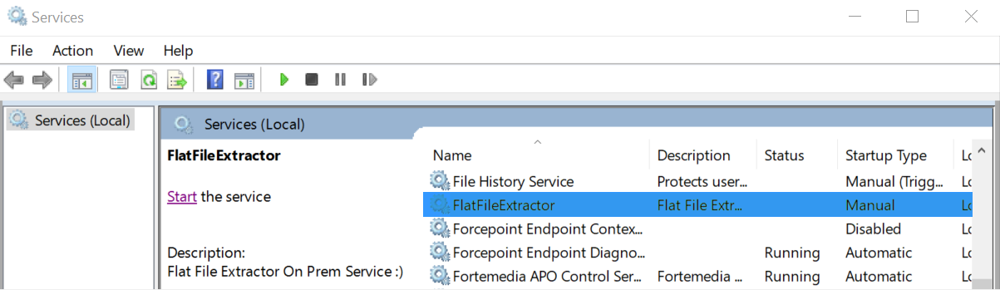 Services
File Action View Help
Services (Local)
Services (Local)
FlatFileExtractor
Start the service
Description:
Flat File Extractor On Prem Service :)
Name Description Status Startup Type Lo
File History Service Protects user... Manual (Trigg... Lo
FlatFileExtractor Flat File Extr... Manual Lo
Forcepoint Endpoint Contex... Disabled Lo
Forcepoint Endpoint Diagno... Running Automatic Lo
Fortemedia APO Control Ser... Fortemedia ... Running Automatic Lo